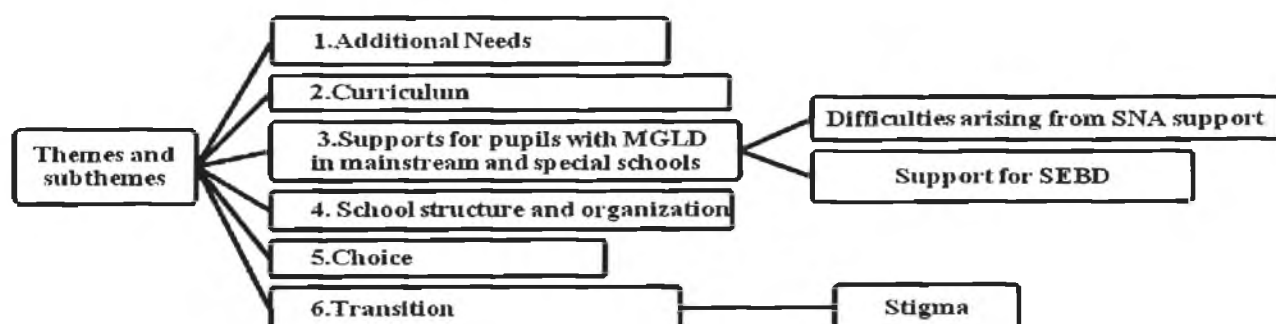 1.Additional Needs
2.Curriculum
Themes and
subthemes
3.Supports for pupils with MGLD
in mainstream and special schools
Difficulties arising from SNA support
Support for SEBD
4. School structure and organization
5.Choice
6.Transition
Stigma